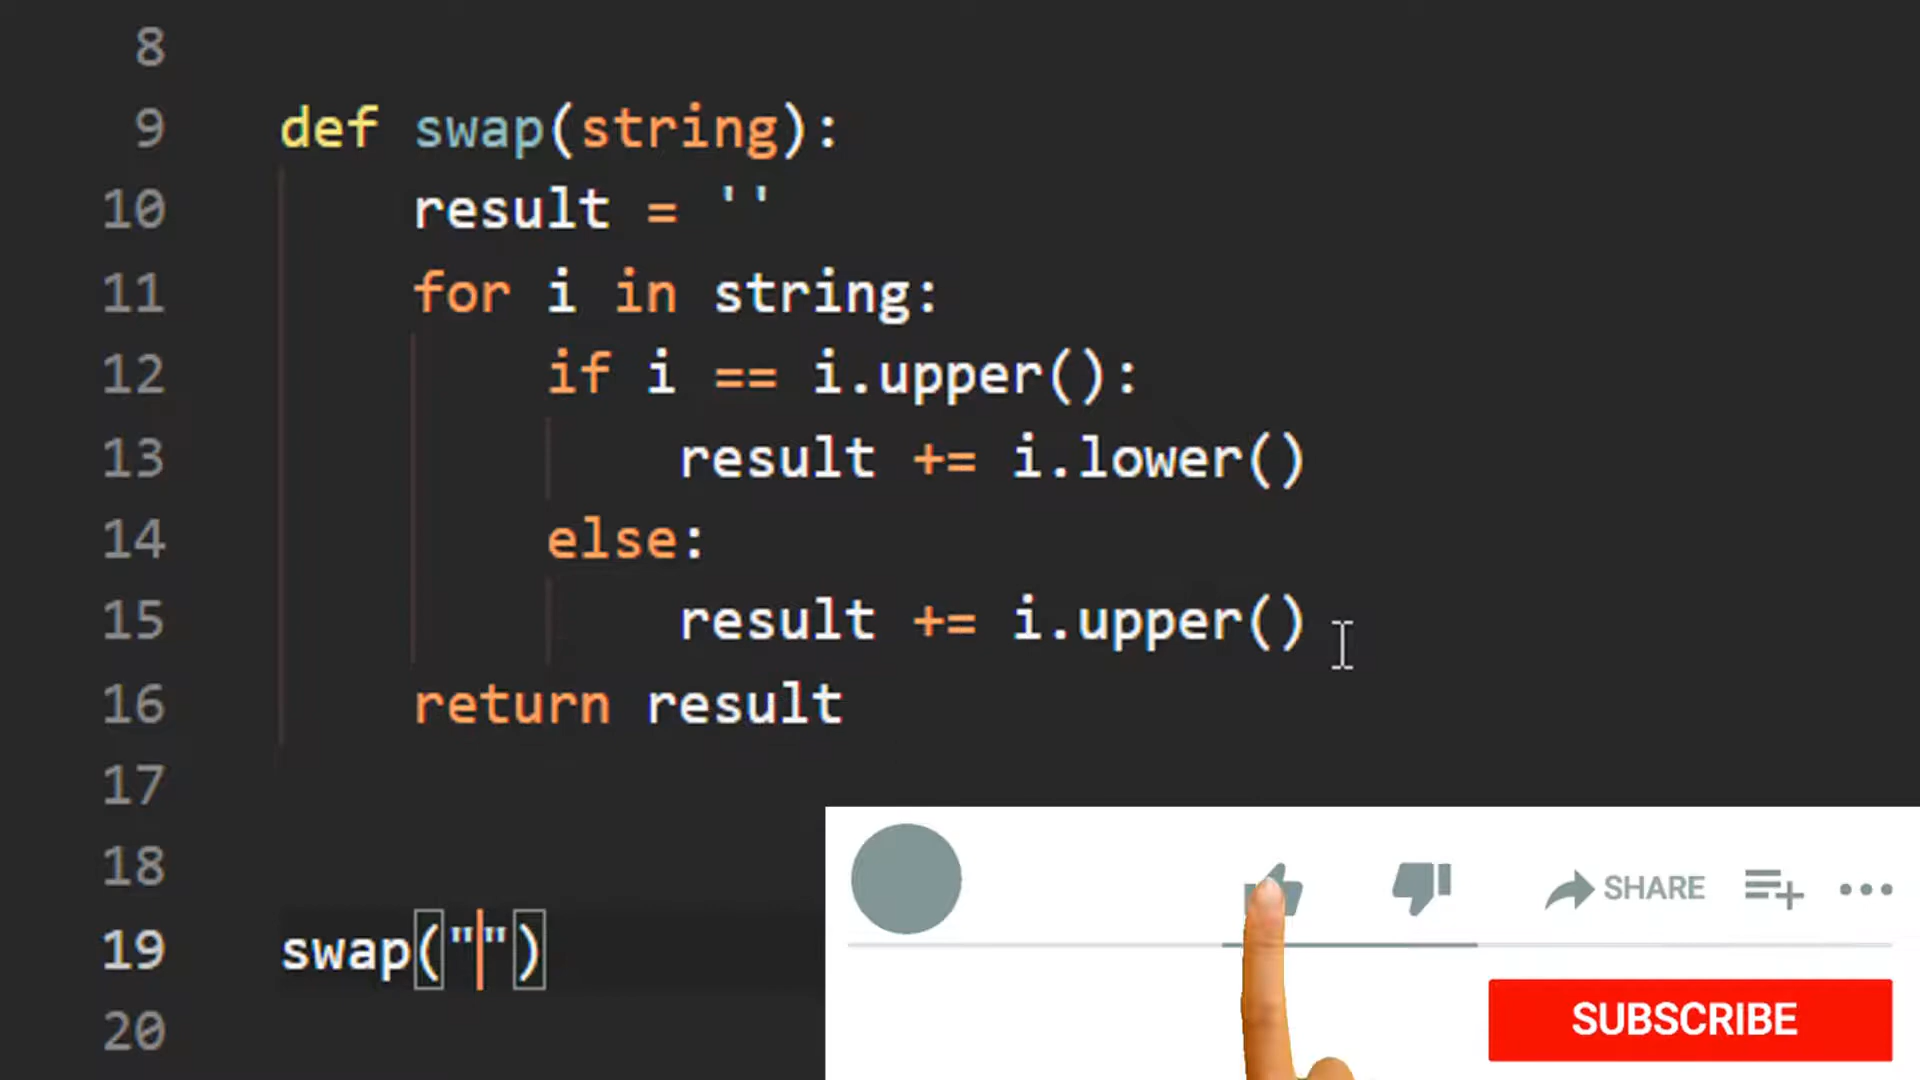 8
9 def swap(string):
10 result = ''
11 for i in string:
12 if i == i.upper():
13 result += i.lower()
14 else:
15 result += i.upper()
16 return result
17
18
19 swap("")
20
SHARE
SUBSCRIBE